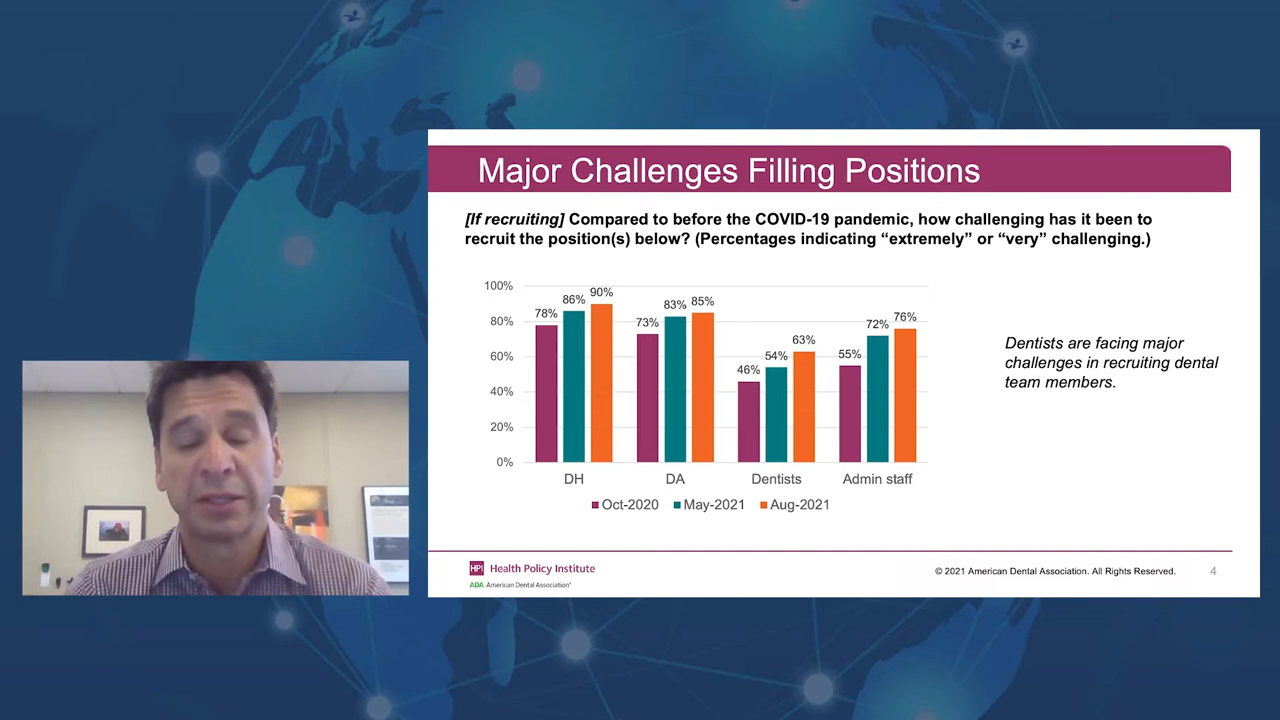 Major Challenges Filling Positions
[If recruiting] Compared to before the COVID-19 pandemic, how challenging has it been to
recruit the position(s) below? (Percentages indicating “extremely” or “very” challenging.)
100%
80%
60%
40%
20%
0%
78%
86%
90%
73%
83%
85%
46%
54%
63%
55%
72%
76%
DH
DA
Dentists
Admin staff
Oct-2020
May-2021
Aug-2021
Dentists are facing major
challenges in recruiting dental
team members.
HPI Health Policy Institute
ADA American Dental Association®
© 2021 American Dental Association. All Rights Reserved.
4